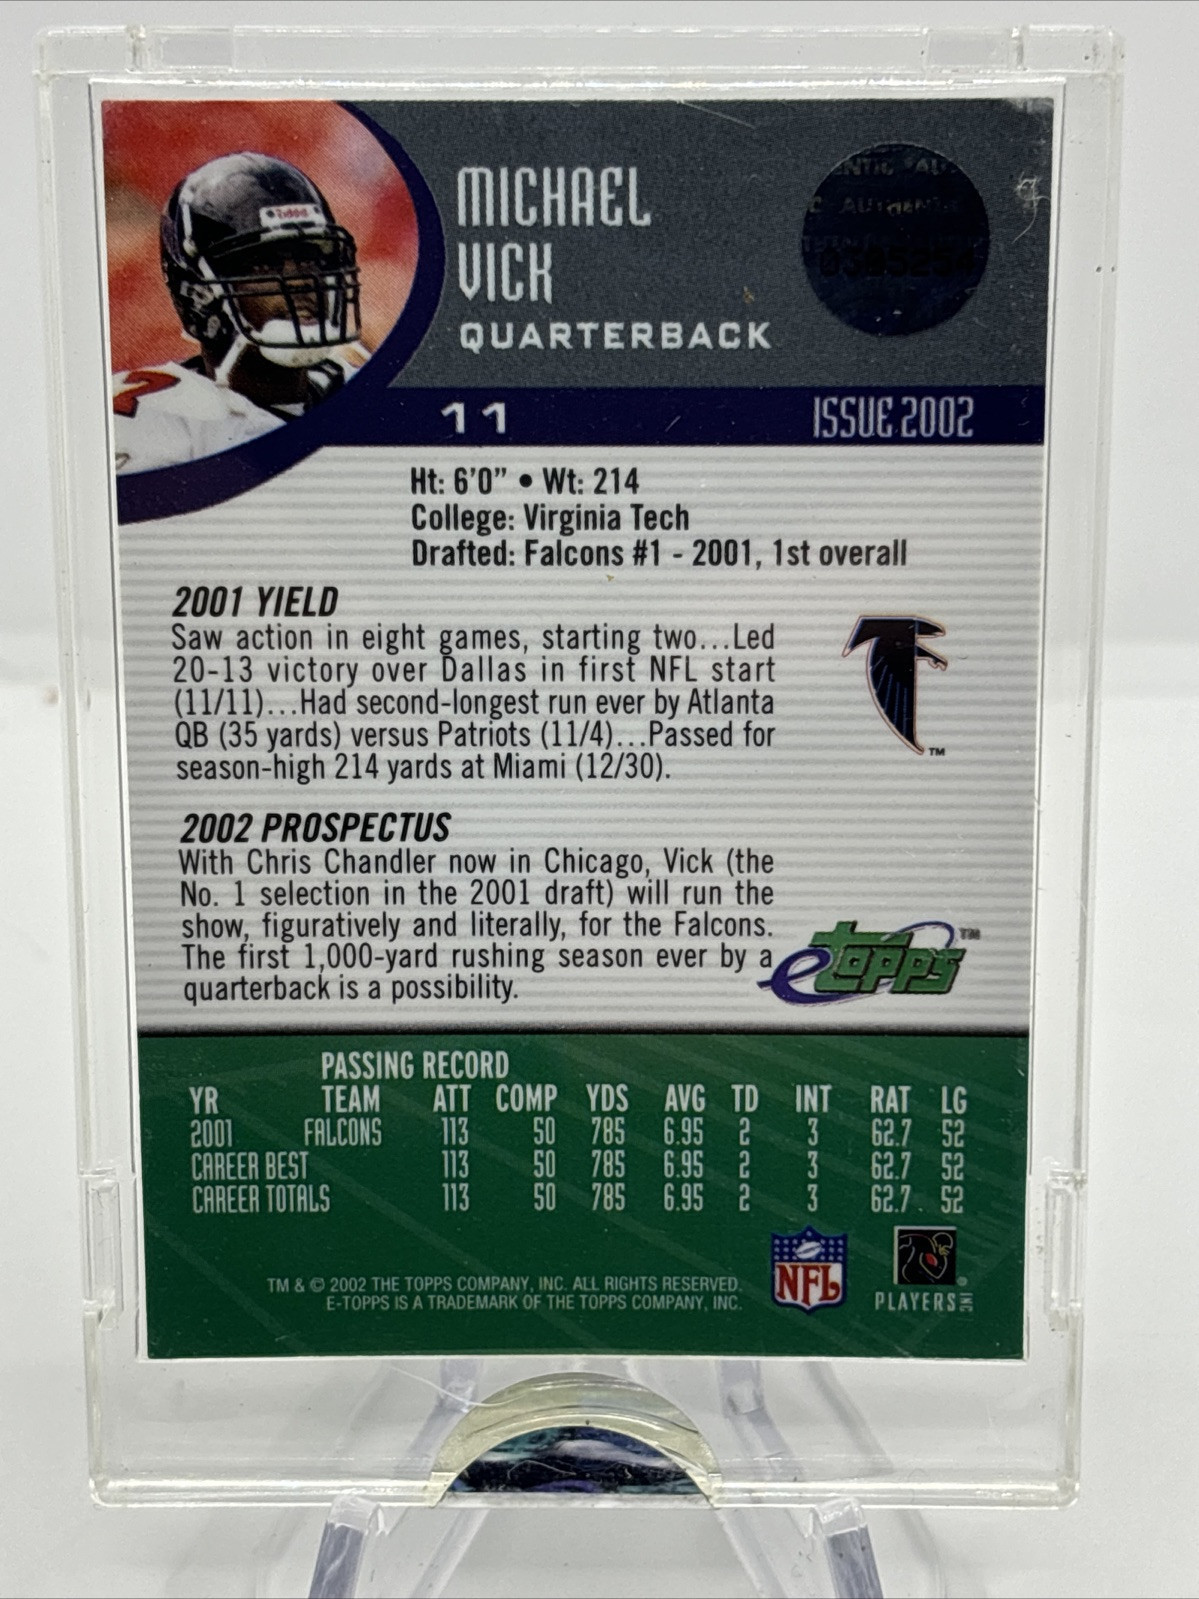 Riddell
MICHAEL
VICK
QUARTERBACK
AUTHENTIC
11
ISSUE 2002
Ht: 6'0" • Wt: 214
College: Virginia Tech
Drafted: Falcons #1 - 2001, 1st overall
2001 YIELD
Saw action in eight games, starting two...Led
20-13 victory over Dallas in first NFL start
(11/11)...Had second-longest run ever by Atlanta
QB (35 yards) versus Patriots (11/4)...Passed for
season-high 214 yards at Miami (12/30).
TM
2002 PROSPECTUS
With Chris Chandler now in Chicago, Vick (the
No. 1 selection in the 2001 draft) will run the
show, figuratively and literally, for the Falcons.
The first 1,000-yard rushing season ever by a
quarterback is a possibility.
etopps TM
PASSING RECORD
YR TEAM ATT COMP YDS AVG TD INT RAT LG
2001 FALCONS 113 50 785 6.95 2 3 62.7 52
CAREER BEST 113 50 785 6.95 2 3 62.7 52
CAREER TOTALS 113 50 785 6.95 2 3 62.7 52
TM & © 2002 THE TOPPS COMPANY, INC. ALL RIGHTS RESERVED.
E-TOPPS IS A TRADEMARK OF THE TOPPS COMPANY, INC.
NFL
PLAYERS INC ®